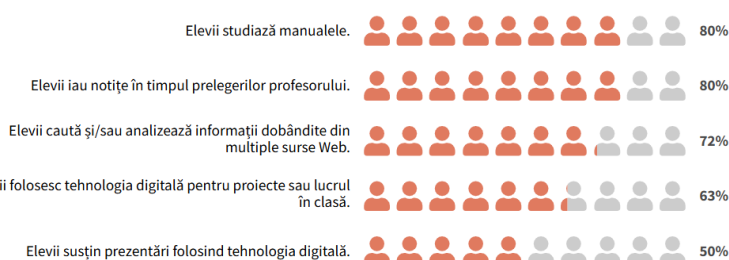 Elevii studiază manualele.
80%
Elevii iau notițe în timpul prelegerilor profesorului.
80%
Elevii caută și/sau analizează informații dobândite din
multiple surse Web.
72%
ii folosesc tehnologia digitală pentru proiecte sau lucrul
în clasă.
63%
Elevii susțin prezentări folosind tehnologia digitală.
50%